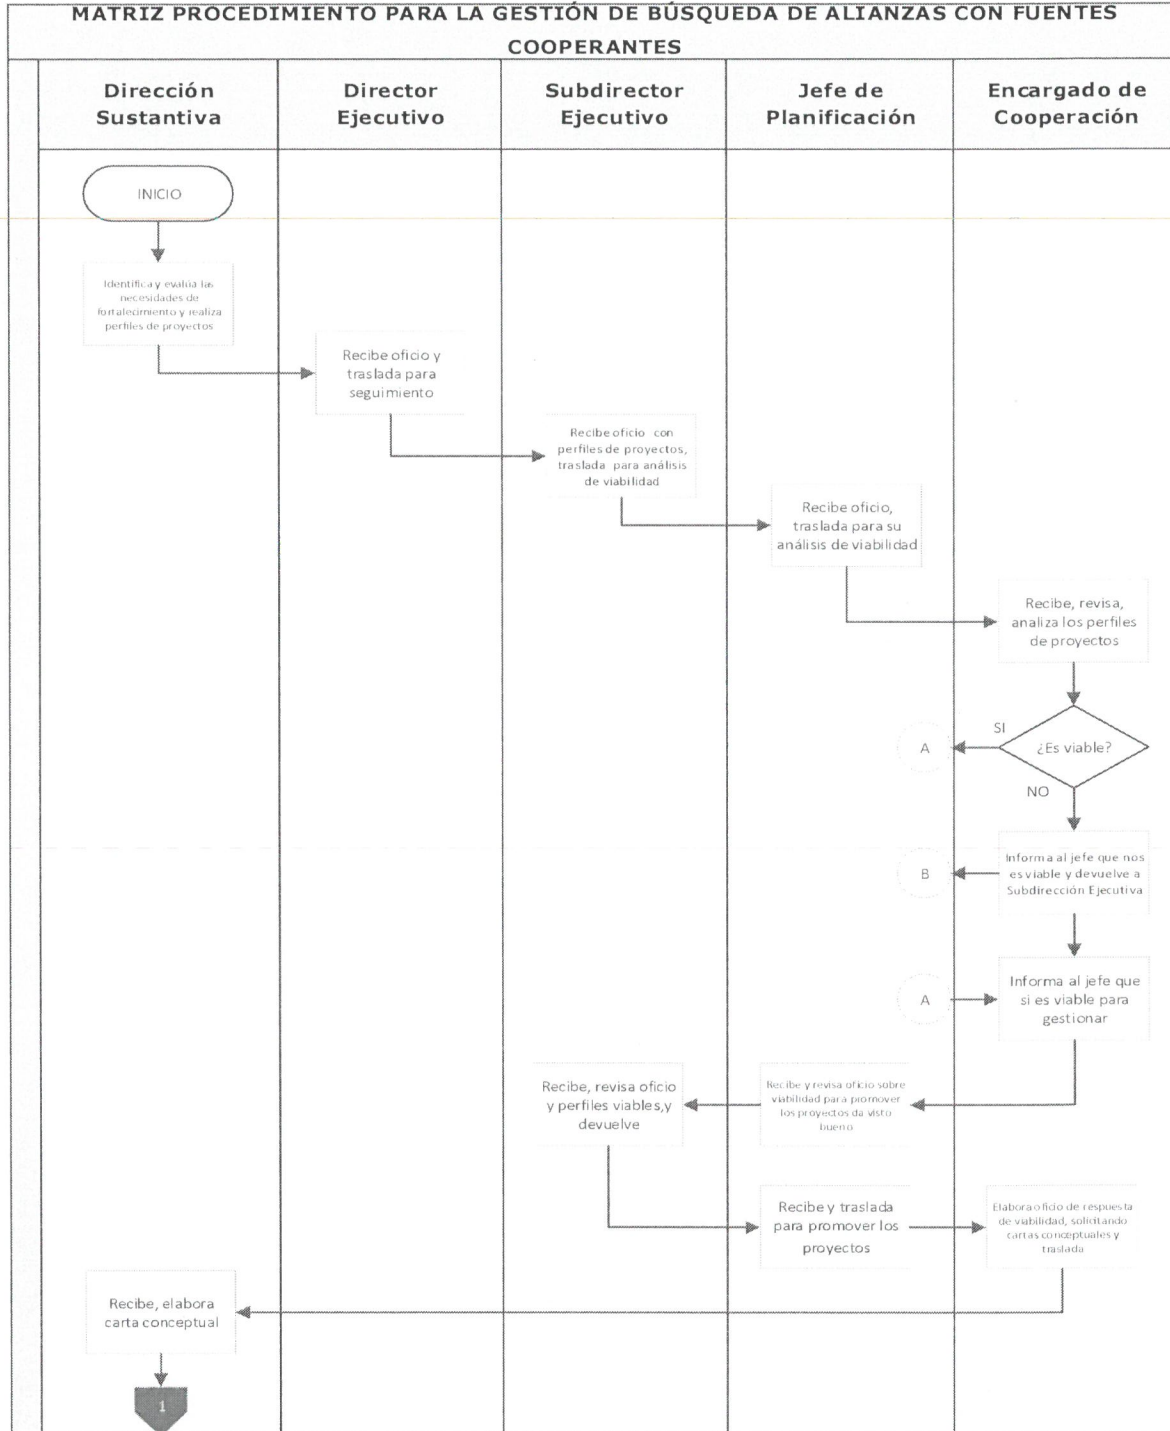 MATRIZ PROCEDIMIENTO PARA LA GESTIÓN DE BÚSQUEDA DE ALIANZAS CON FUENTES
COOPERANTES
Dirección
Sustantiva
Director
Ejecutivo
Subdirector
Ejecutivo
Jefe de
Planificación
Encargado de
Cooperación
INICIO
Identifica y evalúa las
necesidades de
fortalecimiento y realiza
perfiles de proyectos
Recibe oficio y
traslada para
seguimiento
Recibe oficio con
perfiles de proyectos,
traslada para análisis
de viabilidad
Recibe oficio,
traslada para su
análisis de viabilidad
Recibe, revisa,
analiza los perfiles
de proyectos
SI
¿Es viable?
A
NO
Informa al jefe que nos
es viable y devuelve a
Subdirección Ejecutiva
B
Informa al jefe que
si es viable para
gestionar
A
Recibe, revisa oficio
y perfiles viables,y
devuelve
Recibe y revisa oficio sobre
viabilidad para promover
los proyectos da visto
bueno
Recibe y traslada
para promover los
proyectos
Elabora oficio de respuesta
de viabilidad, solicitando
cartas conceptuales y
traslada
Recibe, elabora
carta conceptual
1